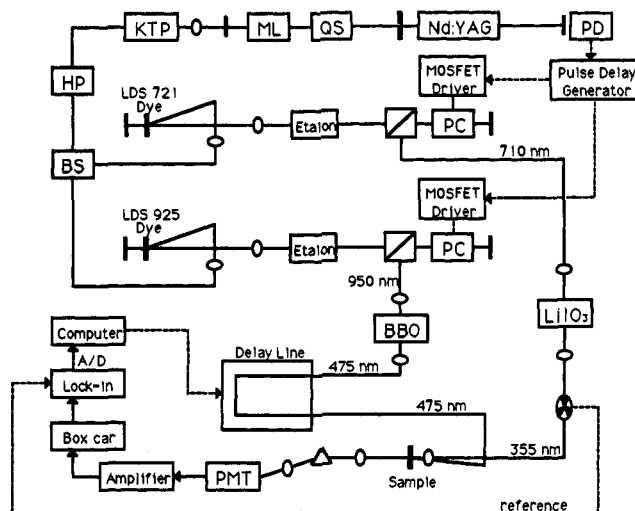 KTP
ML
QS
Nd:YAG
PD
HP
LDS 721
Dye
MOSFET
Driver
Pulse Delay
Generator
Etalon
PC
BS
710 nm
LDS 925
Dye
MOSFET
Driver
Etalon
PC
950 nm
LiIO3
BBO
Computer
Delay Line
A/D
475 nm
Lock-in
475 nm
Box car
355 nm
Amplifier
PMT
Sample
reference